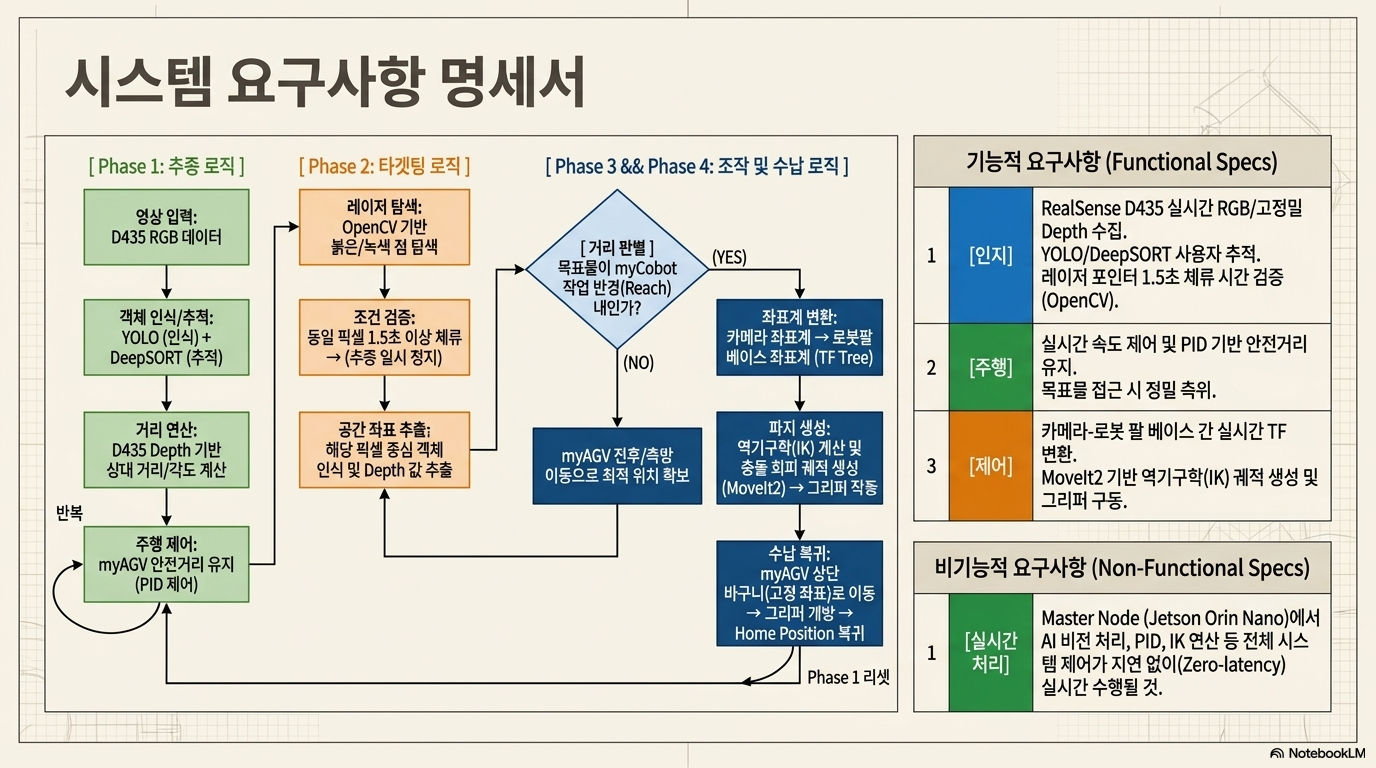 시스템 요구사항 명세서
[ Phase 1: 추종 로직 ]
영상 입력:
D435 RGB 데이터
객체 인식/추척:
YOLO (인식) +
DeepSORT (추적)
거리 연산:
D435 Depth 기반
상대 거리/각도 계산
반복
주행 제어:
myAGV 안전거리 유지
(PID 제어)
[ Phase 2: 타겟팅 로직 ]
레이저 탐색:
OpenCV 기반
붉은/녹색 점 탐색
조건 검증:
동일 픽셀 1.5초 이상 체류
→ (추종 일시 정지)
공간 좌표 추출:
해당 픽셀 중심 객체
인식 및 Depth 값 추출
[ Phase 3 && Phase 4: 조작 및 수납 로직 ]
[ 거리 판별 ]
목표물이 myCobot
작업 반경(Reach)
내인가?
(YES)
(NO)
myAGV 진후/측방
이동으로 최적 위치 확보
좌표계 변환:
카메라 좌표계 → 로봇팔
베이스 좌표계 (TF Tree)
파지 생성:
역기구학(IK) 계산 및
충돌 회피 궤적 생성
(MoveIt2) → 그리퍼 작동
수납 복귀:
myAGV 상단
바구니(고정 좌표)로 이동
→ 그리퍼 개방 →
Home Position 복귀
Phase 1 리셋
기능적 요구사항 (Functional Specs)
1
[인지]
RealSense D435 실시간 RGB/고정밀
Depth 수집.
YOLO/DeepSORT 사용자 추적.
레이저 포인터 1.5초 체류 시간 검증
(OpenCV).
2
[주행]
실시간 속도 제어 및 PID 기반 안전거리
유지.
목표물 접근 시 정밀 측위.
3
[제어]
카메라-로봇 팔 베이스 간 실시간 TF
변환.
MoveIt2 기반 역기구학(IK) 궤적 생성 및
그리퍼 구동.
비기능적 요구사항 (Non-Functional Specs)
1
[실시간
처리]
Master Node (Jetson Orin Nano)에서
AI 비전 처리, PID, IK 연산 등 전체 시스
템 제어가 지연 없이(Zero-latency)
실시간 수행될 것.
NotebookLM